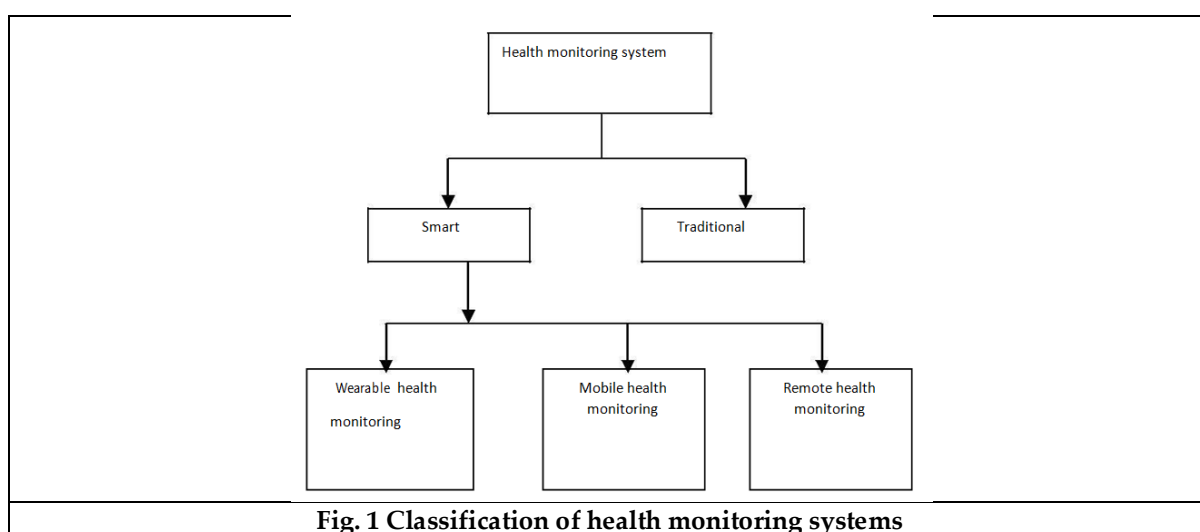 Health monitoring system
Smart
Traditional
Wearable health
monitoring
Mobile health
monitoring
Remote health
monitoring
Fig. 1 Classification of health monitoring systems